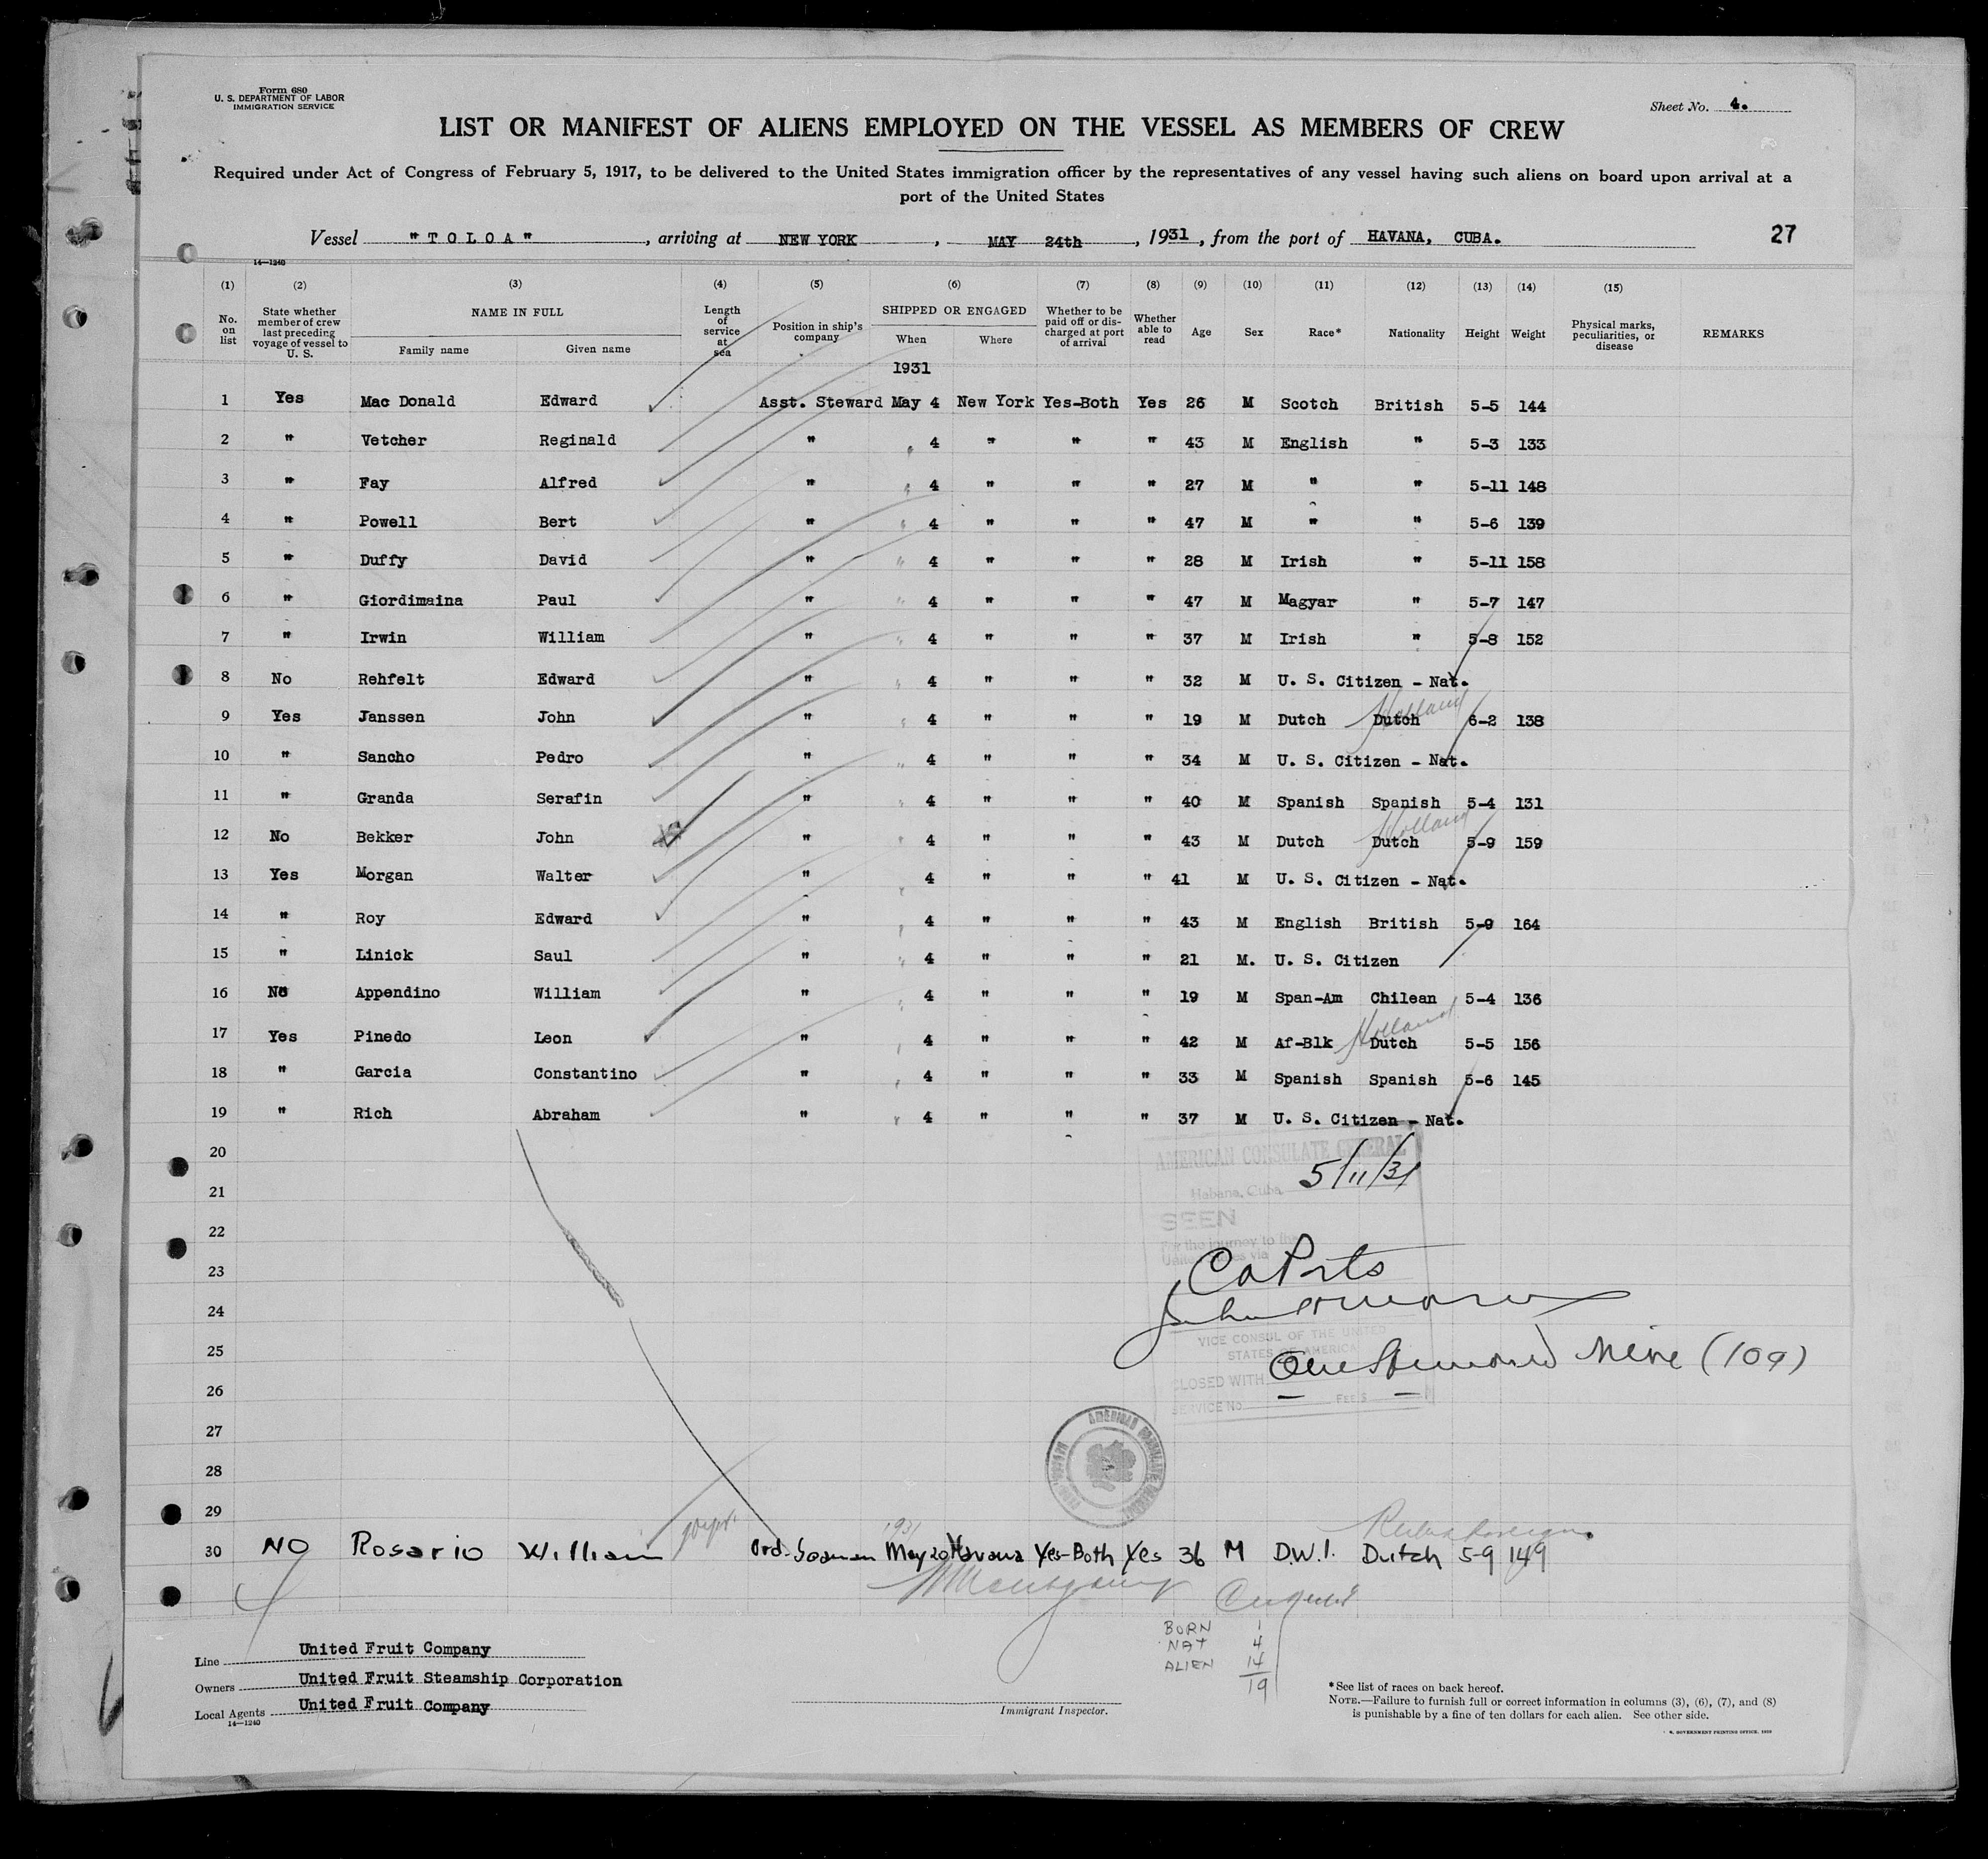 Form 680
U. S. DEPARTMENT OF LABOR
IMMIGRATION SERVICE
Sheet No. 4.
LIST OR MANIFEST OF ALIENS EMPLOYED ON THE VESSEL AS MEMBERS OF CREW
Required under Act of Congress of February 5, 1917, to be delivered to the United States immigration officer by the representatives of any vessel having such aliens on board upon arrival at a
port of the United States
Vessel "TOLOA", arriving at NEW YORK, MAY 24th, 1931, from the port of HAVANA, CUBA. 27
14—1240
(1) (2) (3) (4) (5) (6) (7) (8) (9) (10) (11) (12) (13) (14) (15)
No. on list State whether member of crew last preceding voyage of vessel to U. S. NAME IN FULL Family name Given name Length of service at sea Position in ship's company SHIPPED OR ENGAGED When Where Whether to be paid off or discharged at port of arrival Whether able to read Age Sex Race* Nationality Height Weight Physical marks, peculiarities, or disease REMARKS
1931
1 Yes Mac Donald Edward Asst. Steward May 4 New York Yes-Both Yes 26 M Scotch British 5-5 144
2 " Vetcher Reginald " " 4 " " " 43 M English " 5-3 133
3 " Fay Alfred " " 4 " " " 27 M " " 5-11 148
4 " Powell Bert " " 4 " " " 47 M " " 5-6 139
5 " Duffy David " " 4 " " " 28 M Irish " 5-11 158
6 " Giordimaina Paul " " 4 " " " 47 M Magyar " 5-7 147
7 " Irwin William " " 4 " " " 37 M Irish " 5-8 152
8 No Rehfelt Edward " " 4 " " " 32 M U. S. Citizen - Nat.
9 Yes Janssen John " " 4 " " " 19 M Dutch Dutch Holland 6-2 138
10 " Sancho Pedro " " 4 " " " 34 M U. S. Citizen - Nat.
11 " Granda Serafin " " 4 " " " 40 M Spanish Spanish 5-4 131
12 No Bekker John " " 4 " " " 43 M Dutch Dutch Holland 5-9 159
13 Yes Morgan Walter " " 4 " " " 41 M U. S. Citizen - Nat.
14 " Roy Edward " " 4 " " " 43 M English British 5-9 164
15 " Linick Saul " " 4 " " " 21 M. U. S. Citizen
16 No Appendino William " " 4 " " " 19 M Span-Am Chilean 5-4 136
17 Yes Pinedo Leon " " 4 " " " 42 M Af-Blk Dutch Holland 5-5 156
18 " Garcia Constantino " " 4 " " " 33 M Spanish Spanish 5-6 145
19 " Rich Abraham " " 4 " " " 37 M U. S. Citizen - Nat.
20
AMERICAN CONSULATE GENERAL
21
Habana, Cuba 5/11/31
22
SEEN
For the journey to the
United States via
23
24
VICE CONSUL OF THE UNITED
25
STATES OF AMERICA
(109)
26
CLOSED WITH
SERVICE No. FEE $
27
28
29
30 NO Rosario William Ord. Seaman May 20 Havana Yes-Both Yes 36 M D.W.I. Dutch 5-9 149
BORN 1
NAT 4
ALIEN 14
19
Line United Fruit Company
Owners United Fruit Steamship Corporation
Local Agents United Fruit Company
14—1240
Immigrant Inspector.
*See list of races on back hereof.
NOTE.—Failure to furnish full or correct information in columns (3), (6), (7), and (8)
is punishable by a fine of ten dollars for each alien. See other side.